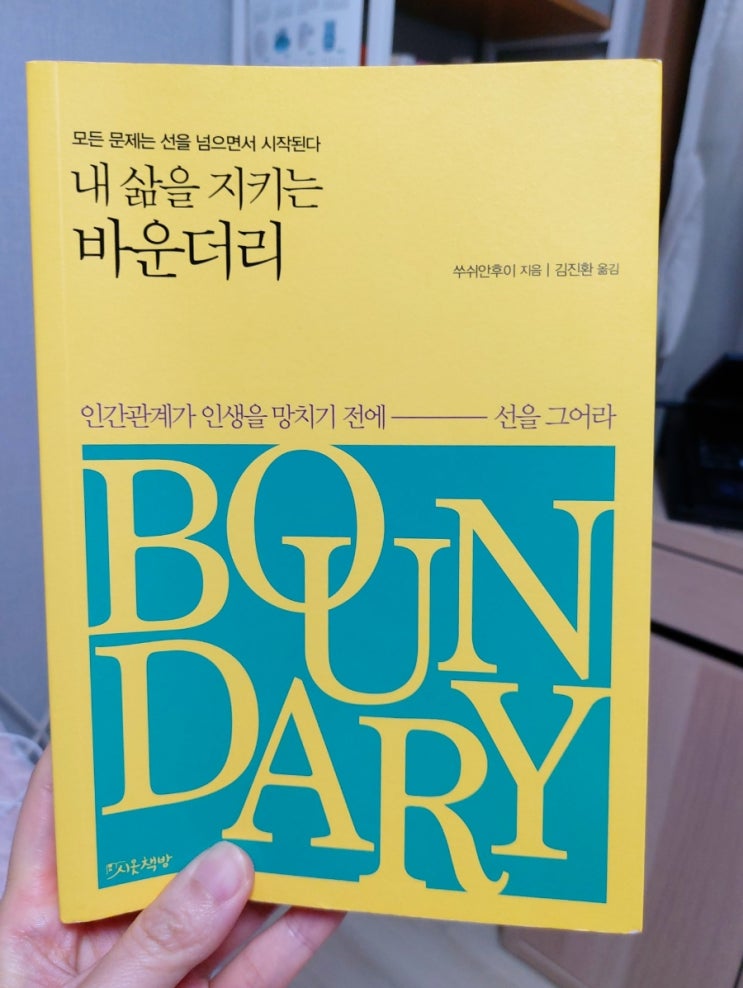 모든 문제는 선을 넘으면서 시작된다
내 삶을 지키는
바운더리
쑤쉬안후이 지음 | 김진환 옮김
인간관계가 인생을 망치기 전에 ——— 선을 그어라
BOUN
DARY
시옷책방